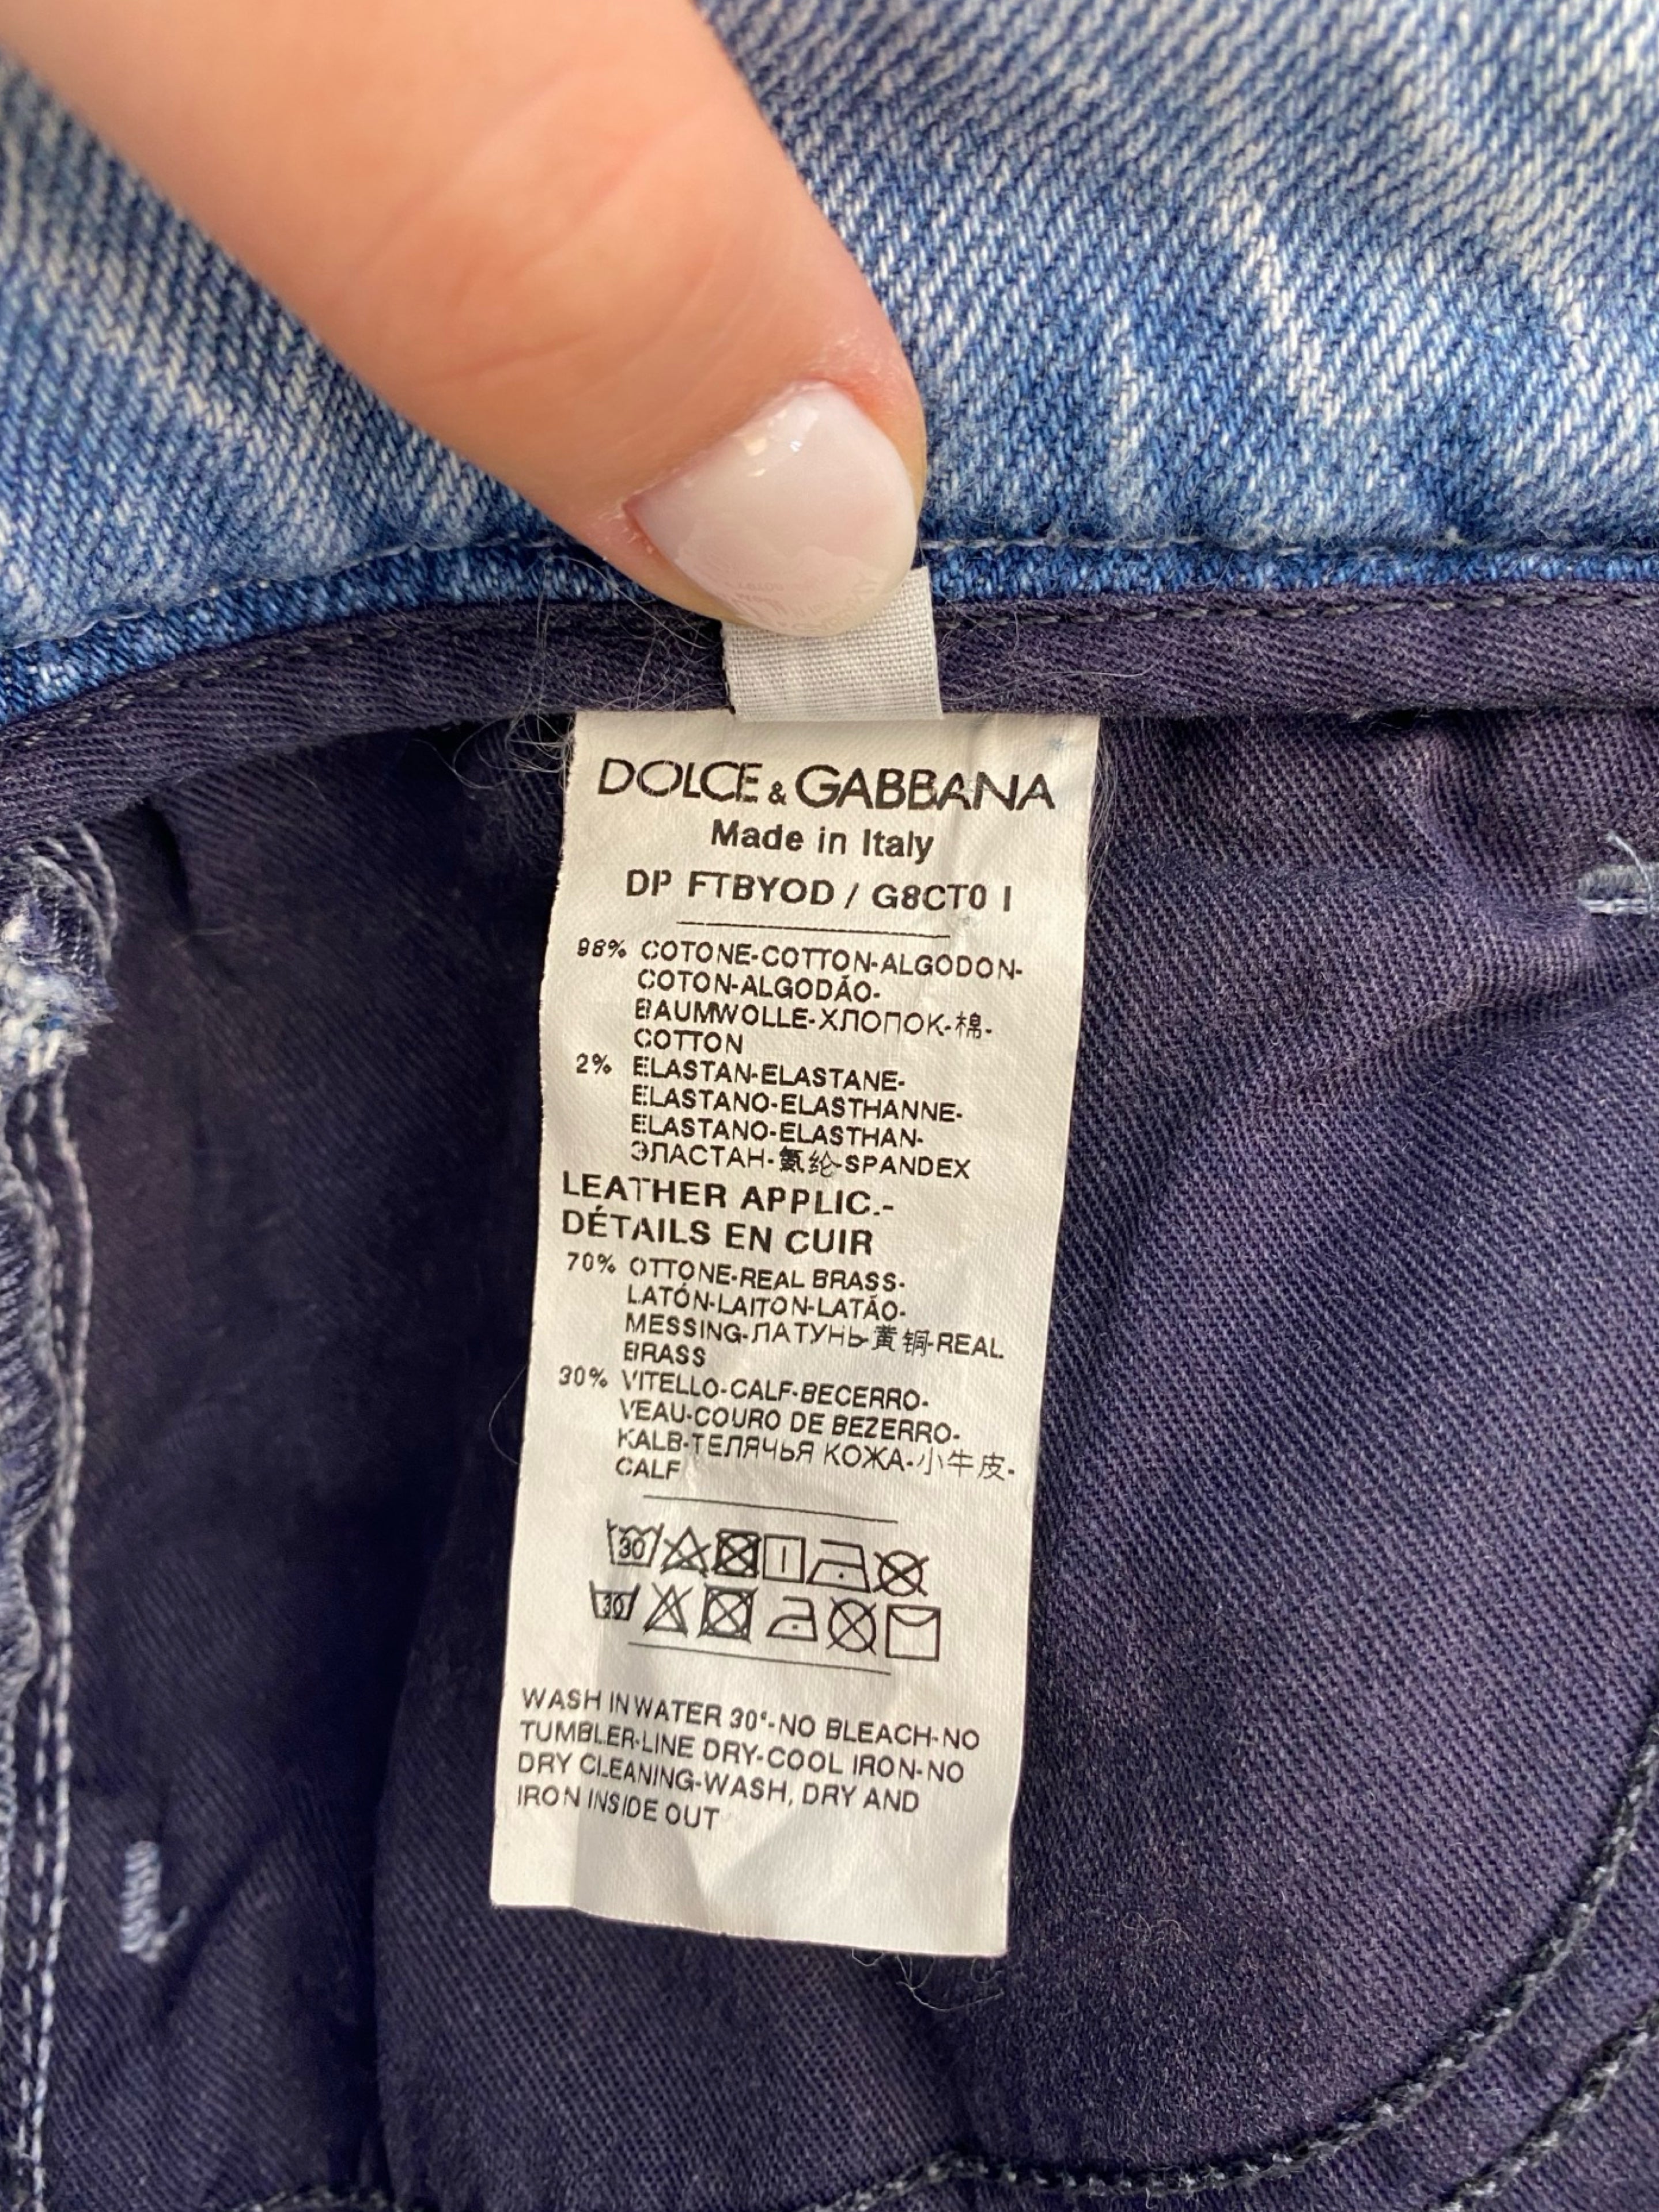 DOLCE & GABBANA
Made in Italy
DP FTBYOD / G8CT0 I
98% COTONE-COTTON-ALGODON-
COTON-ALGODÃO-
BAUMWOLLE-ХЛОПОК-棉-
COTTON
2% ELASTAN-ELASTANE-
ELASTANO-ELASTHANNE-
ELASTANO-ELASTHAN-
ЭЛАСТАН-氨纶-SPANDEX
LEATHER APPLIC.-
DÉTAILS EN CUIR
70% OTTONE-REAL BRASS-
LATÓN-LAITON-LATÃO-
MESSING-ЛАТУНЬ-黄铜-REAL
BRASS
30% VITELLO-CALF-BECERRO-
VEAU-COURO DE BEZERRO-
KALB-ТЕЛЯЧЬЯ КОЖА-小牛皮-
CALF
30
30
WASH IN WATER 30°-NO BLEACH-NO
TUMBLER-LINE DRY-COOL IRON-NO
DRY CLEANING-WASH, DRY AND
IRON INSIDE OUT